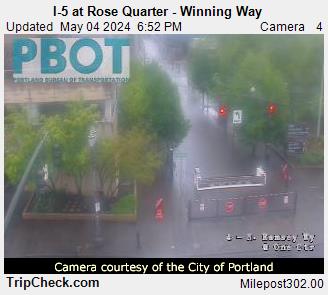 I-5 at Rose Quarter - Winning Way
Updated May 04 2024 6:52 PM Camera 4
PBOT
PORTLAND BUREAU OF TRANSPORTATION
Camera courtesy of the City of Portland
TripCheck.com Milepost302.00